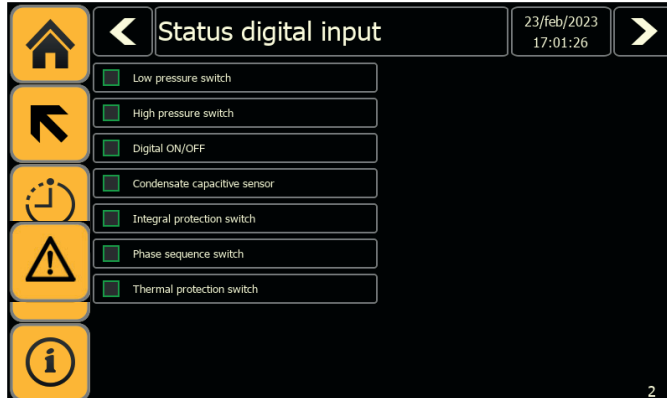 Status digital input
23/feb/2023
17:01:26
Low pressure switch
High pressure switch
Digital ON/OFF
Condensate capacitive sensor
Integral protection switch
Phase sequence switch
Thermal protection switch
2